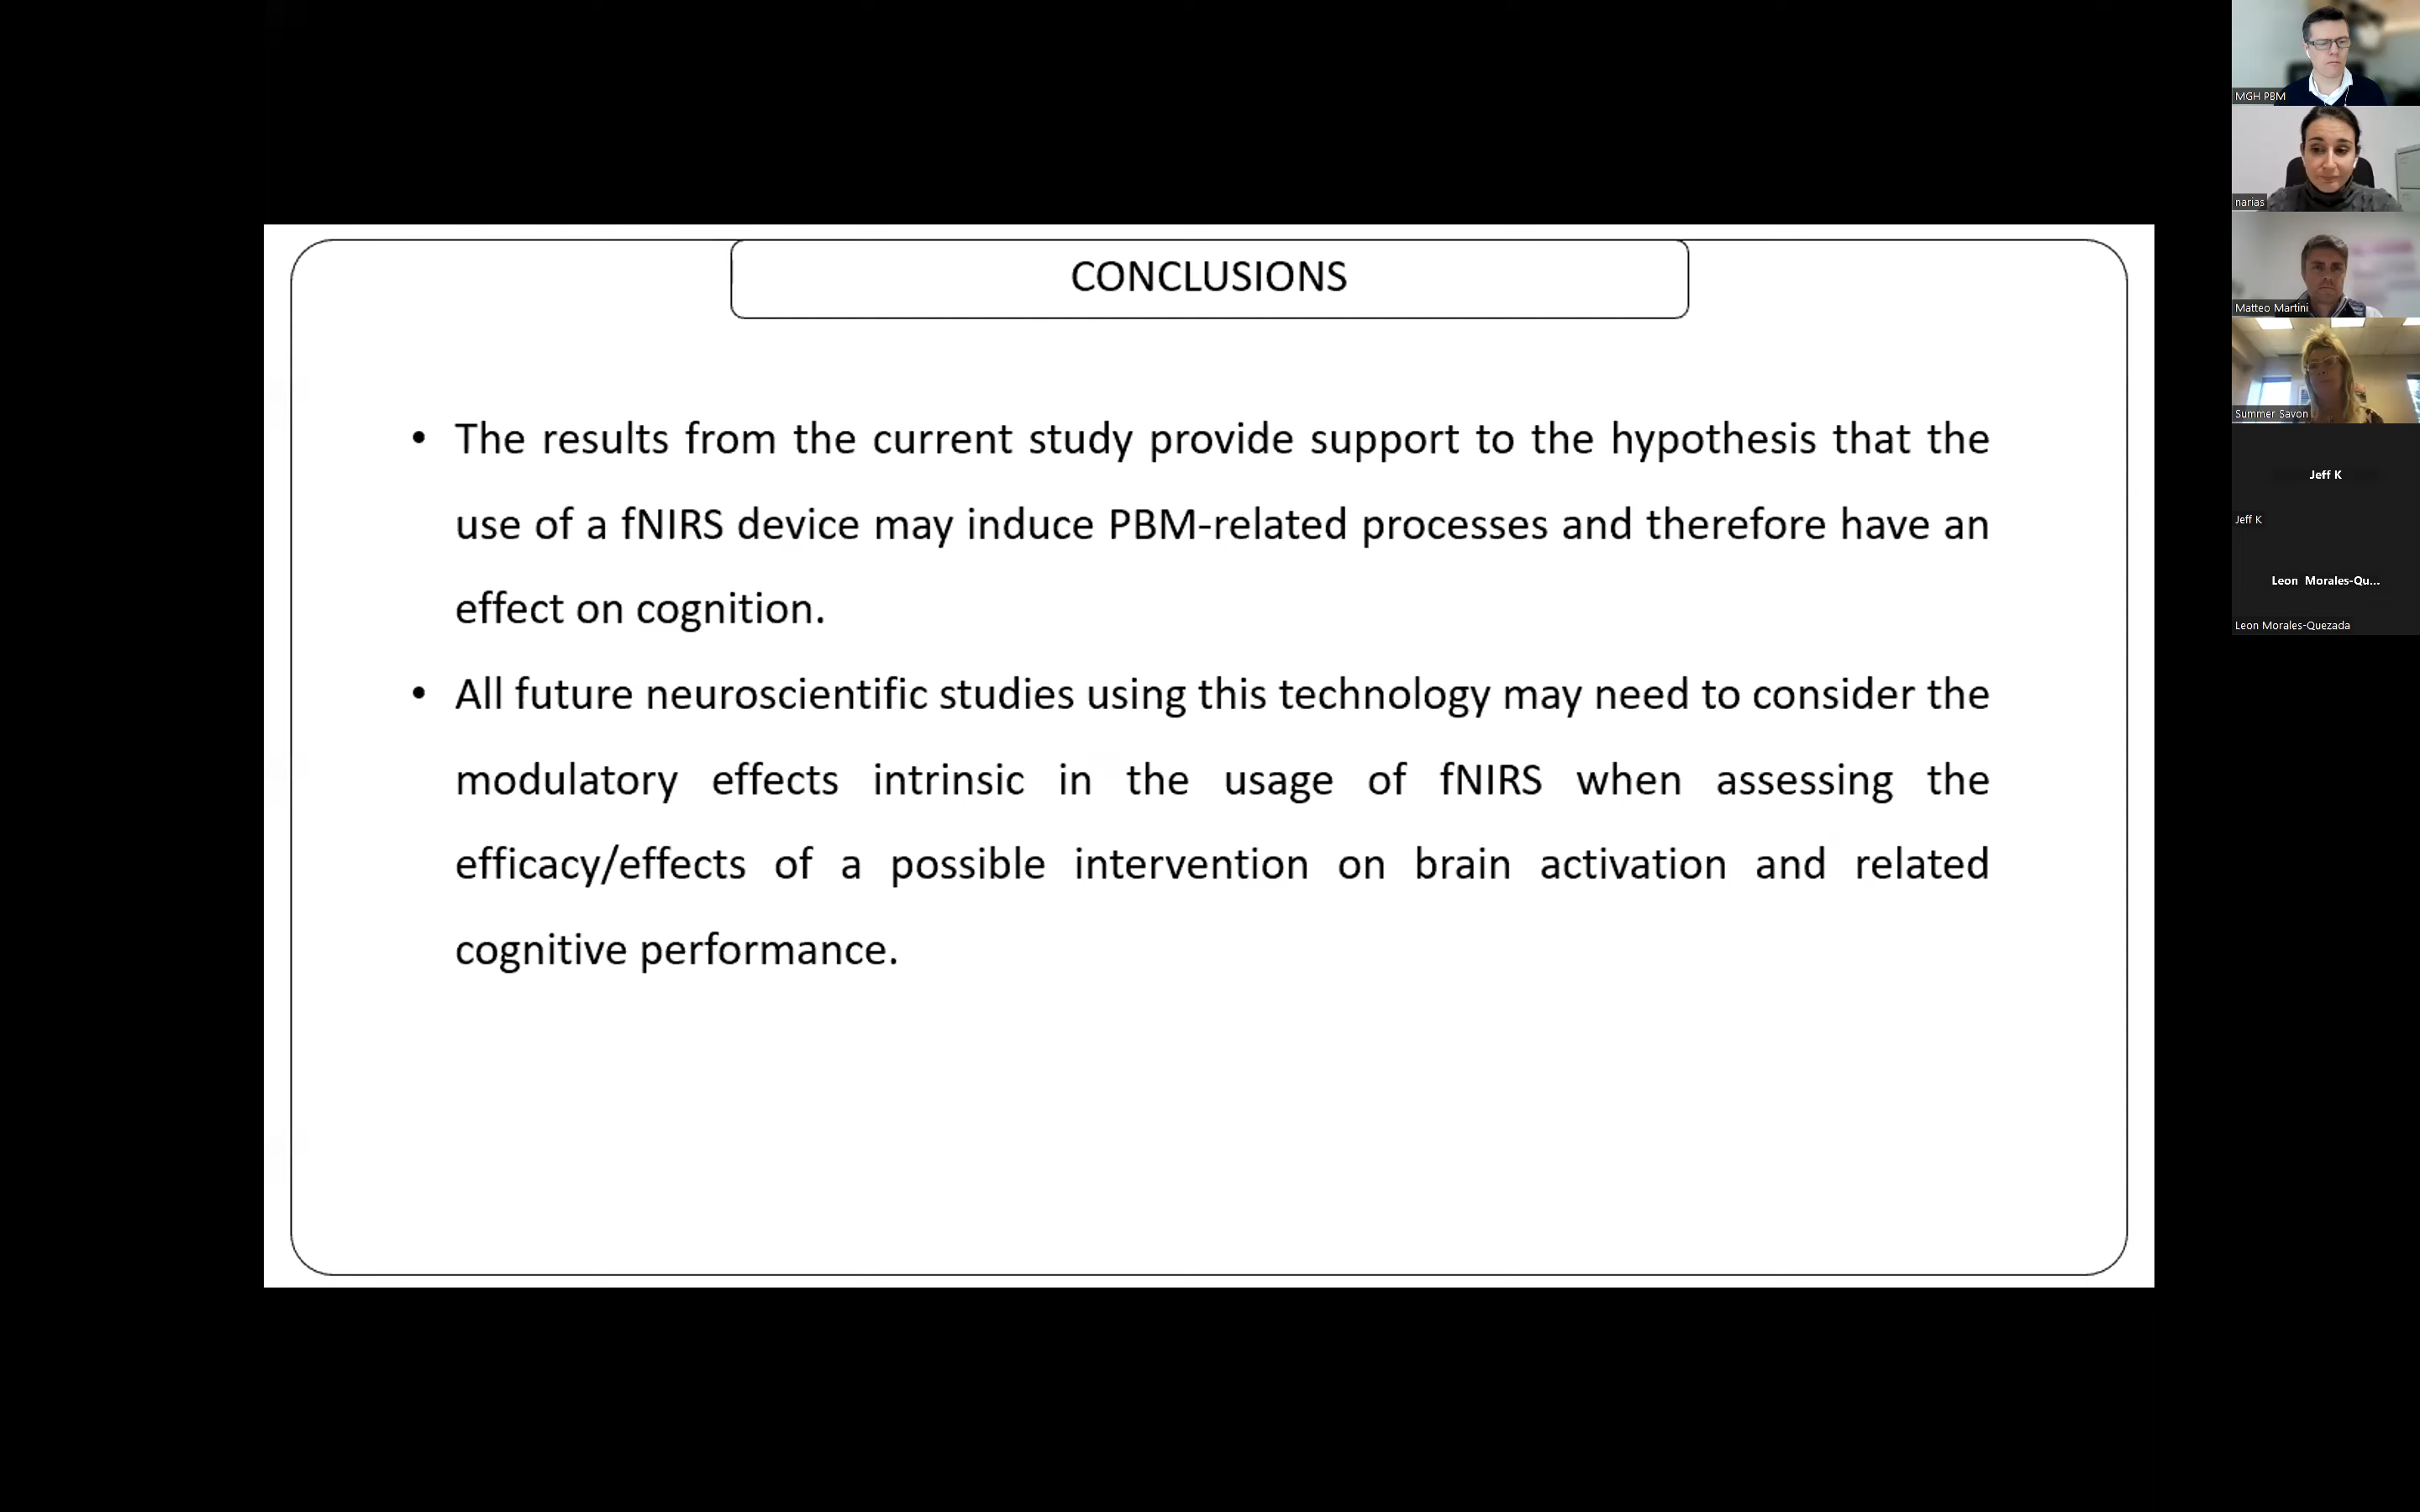 CONCLUSIONS
• The results from the current study provide support to the hypothesis that the
use of a fNIRS device may induce PBM-related processes and therefore have an
effect on cognition.
• All future neuroscientific studies using this technology may need to consider the
modulatory effects intrinsic in the usage of fNIRS when assessing the
efficacy/effects of a possible intervention on brain activation and related
cognitive performance.
MGH PBM
narias
Matteo Martini
Summer Savon
Jeff K
Jeff K
Leon Morales-Qu...
Leon Morales-Quezada